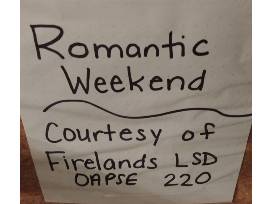 Romantic
Weekend
Courtesy of
Firelands LSD
OAPSE 220